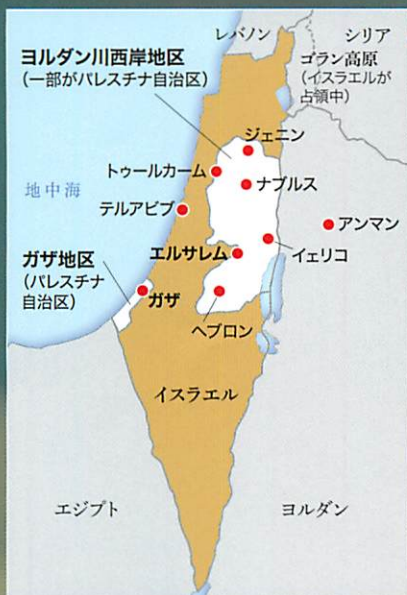 レバノン
シリア
ヨルダン川西岸地区
(一部がパレスチナ自治区)
ゴラン高原
(イスラエルが
占領中)
ジェニン
トゥールカーム
ナブルス
地中海
テルアビブ
アンマン
エルサレム
イェリコ
ガザ地区
(パレスチナ
自治区)
ガザ
ヘブロン
イスラエル
エジプト
ヨルダン